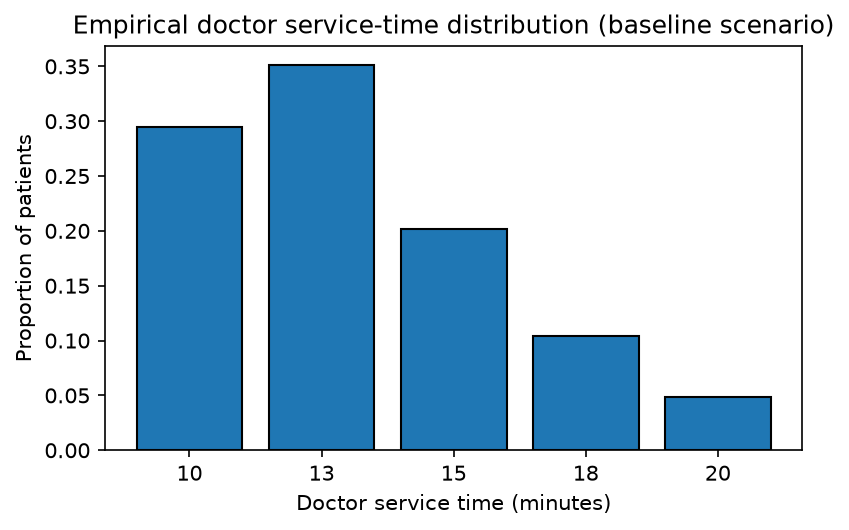 Empirical doctor service-time distribution (baseline scenario)
Proportion of patients
0.35
0.30
0.25
0.20
0.15
0.10
0.05
0.00
10 13 15 18 20
Doctor service time (minutes)